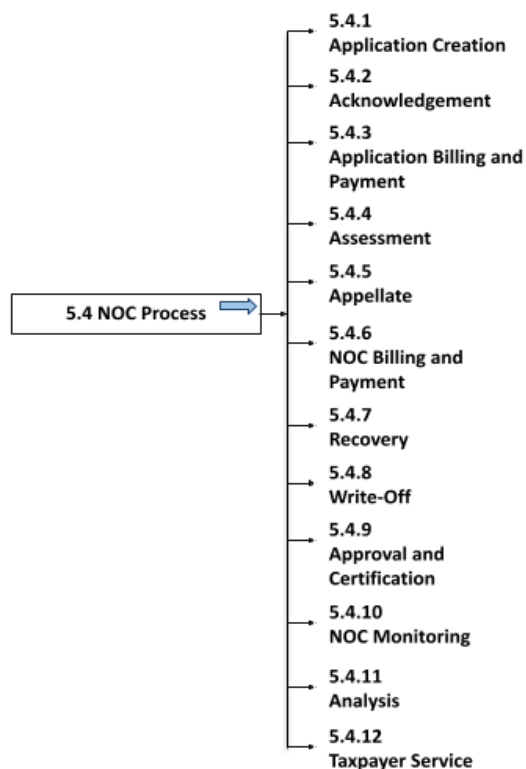 5.4.1
Application Creation
5.4.2
Acknowledgement
5.4.3
Application Billing and
Payment
5.4.4
Assessment
5.4.5
Appellate
5.4 NOC Process
5.4.6
NOC Billing and
Payment
5.4.7
Recovery
5.4.8
Write-Off
5.4.9
Approval and
Certification
5.4.10
NOC Monitoring
5.4.11
Analysis
5.4.12
Taxpayer Service